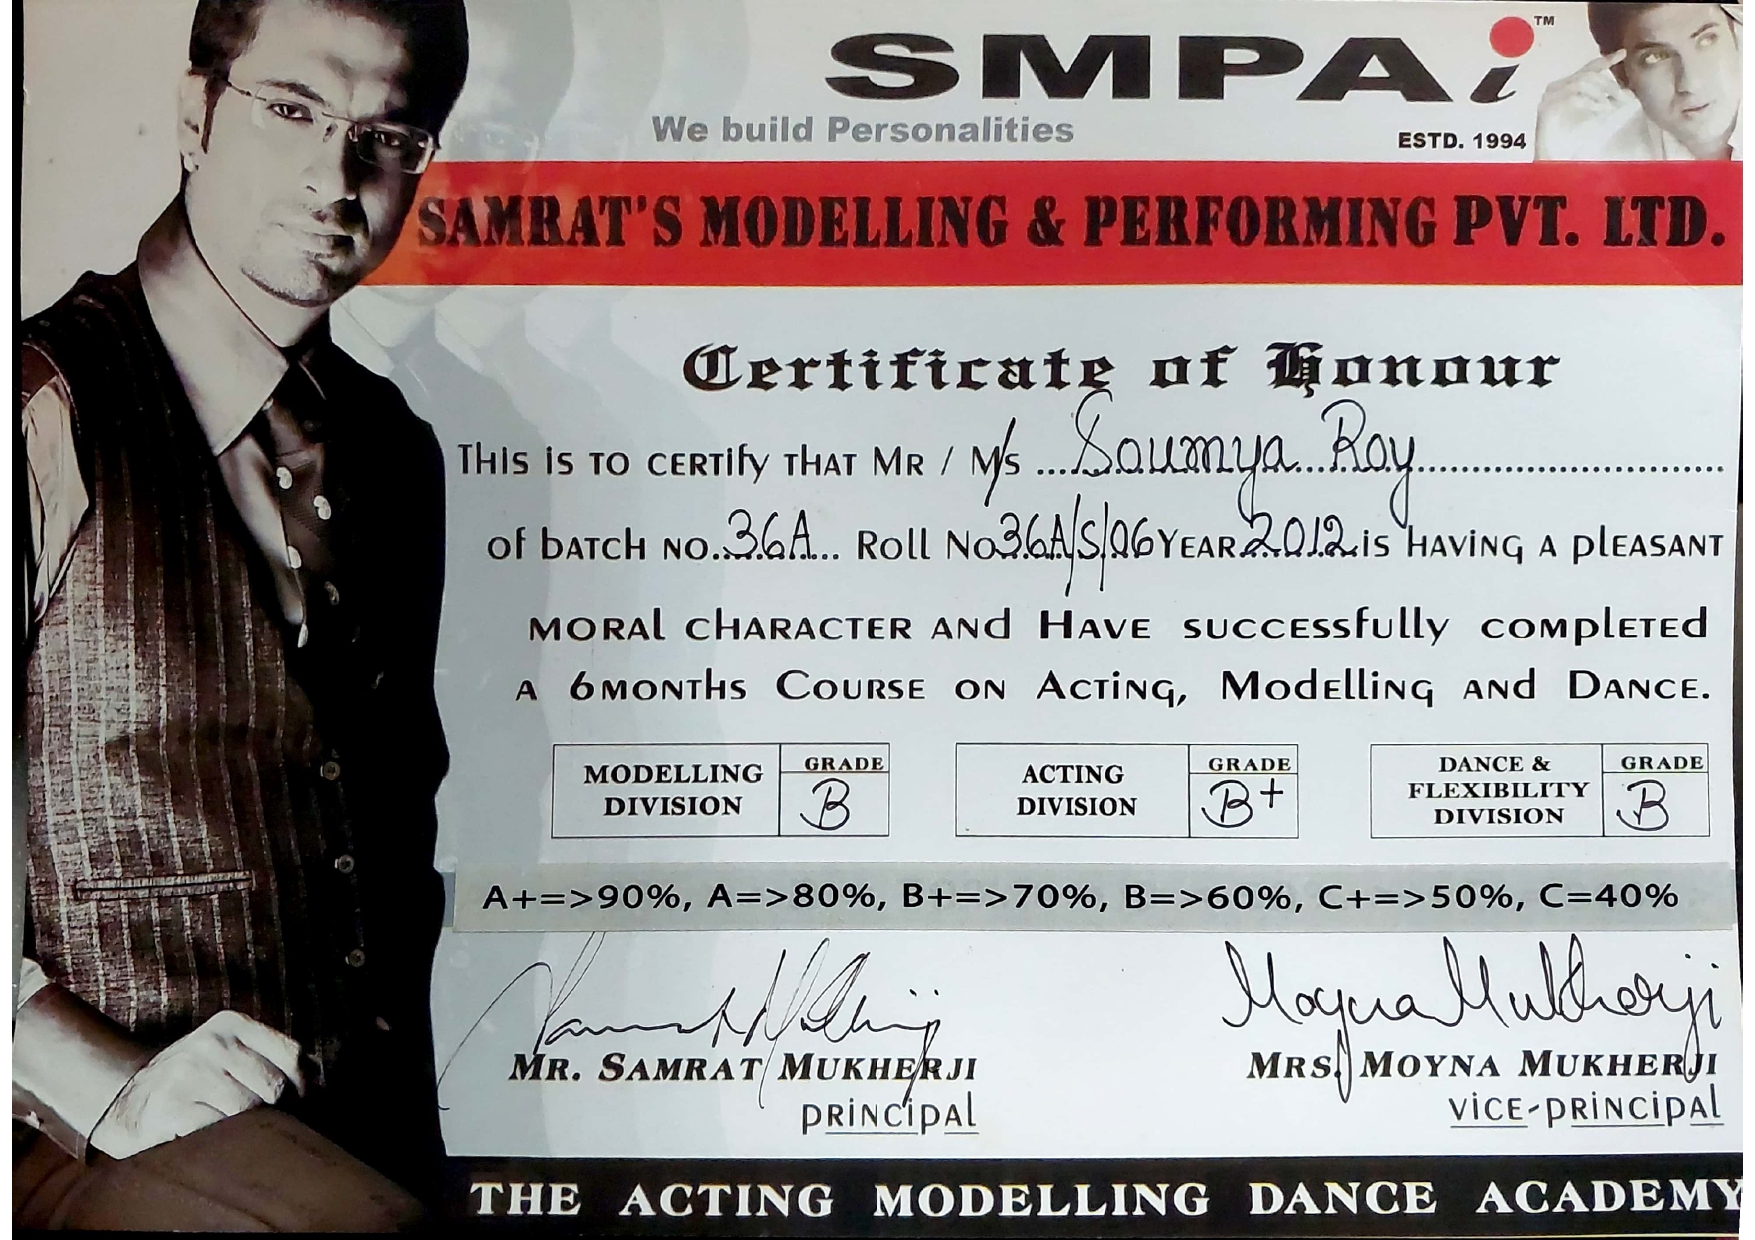 SMPAi™
We build Personalities
ESTD. 1994
SAMRAT'S MODELLING & PERFORMING PVT. LTD.
Certificate of Honour
This is to certify that Mr / M/s ....Soumya...Roy................................
of batch no..36A... Roll No36A/S/06 Year 2012 is having a pleasant
moral character and Have successfully completed
a 6months Course on Acting, Modelling and Dance.
MODELLING DIVISION GRADE B
ACTING DIVISION GRADE B+
DANCE & FLEXIBILITY DIVISION GRADE B
A+=>90%, A=>80%, B+=>70%, B=>60%, C+=>50%, C=40%
Samrat Mukherji
Moyna Mukherji
MR. SAMRAT MUKHERJI
MRS. MOYNA MUKHERJI
principal
vice-principal
THE ACTING MODELLING DANCE ACADEMY